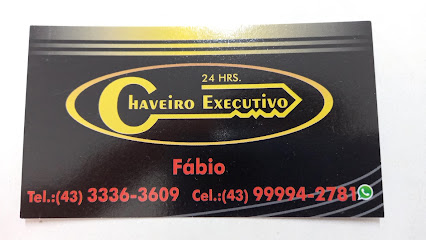 24 HRS.
CHAVEIRO EXECUTIVO
Fábio
Tel.:(43) 3336-3609 Cel.:(43) 99994-2781